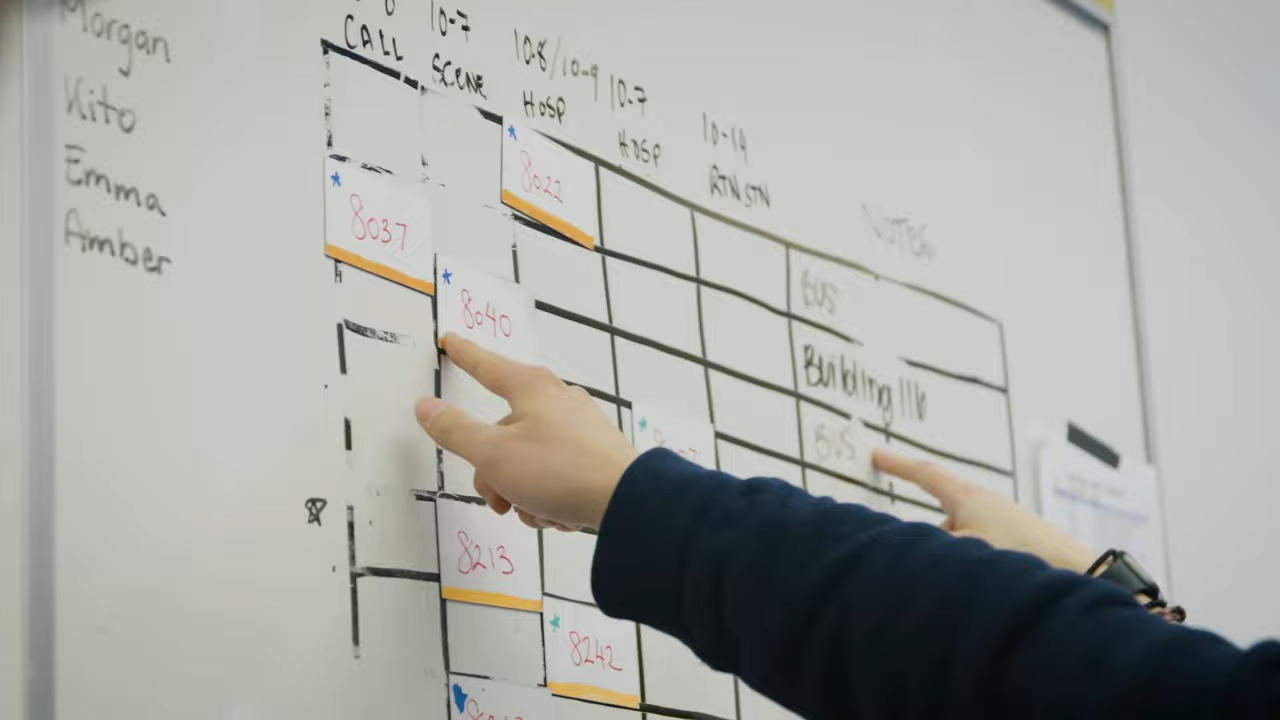 Morgan
Kito
Emma
Amber
CALL
10-7
SCENE
10-8/10-9
HOSP
10-7
HOSP
10-14
RTN STN
NOTES
8022
8037
8040
BUS
Building 116
BUS
8213
8242